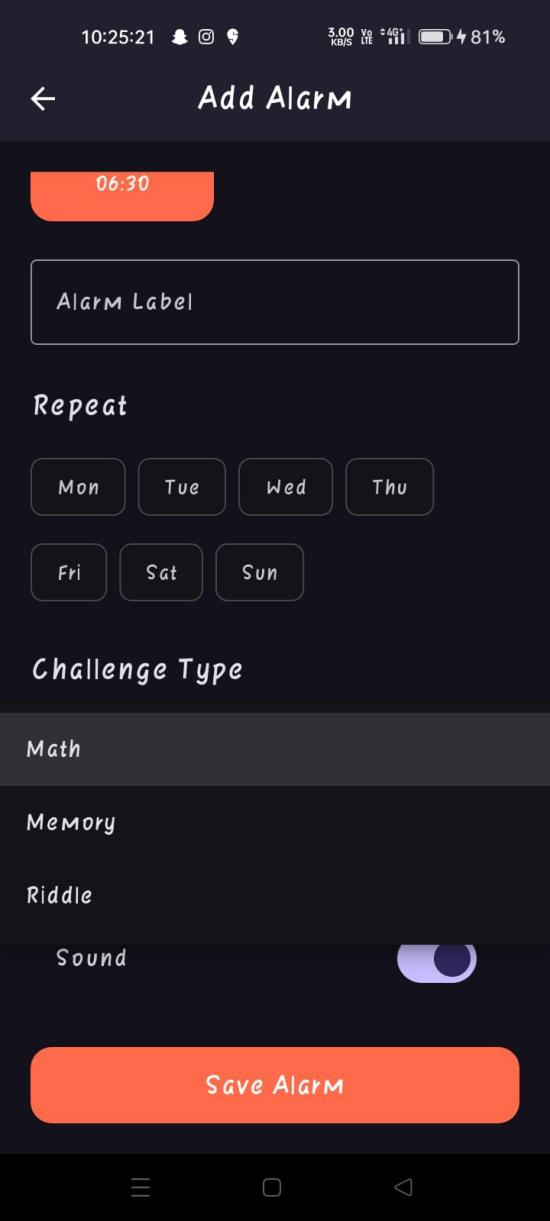 10:25:21 3.00 KB/S Vo LTE 4G+ 81%
Add Alarm
06:30
Alarm Label
Repeat
Mon Tue Wed Thu
Fri Sat Sun
Challenge Type
Math
Memory
Riddle
Sound
Save Alarm